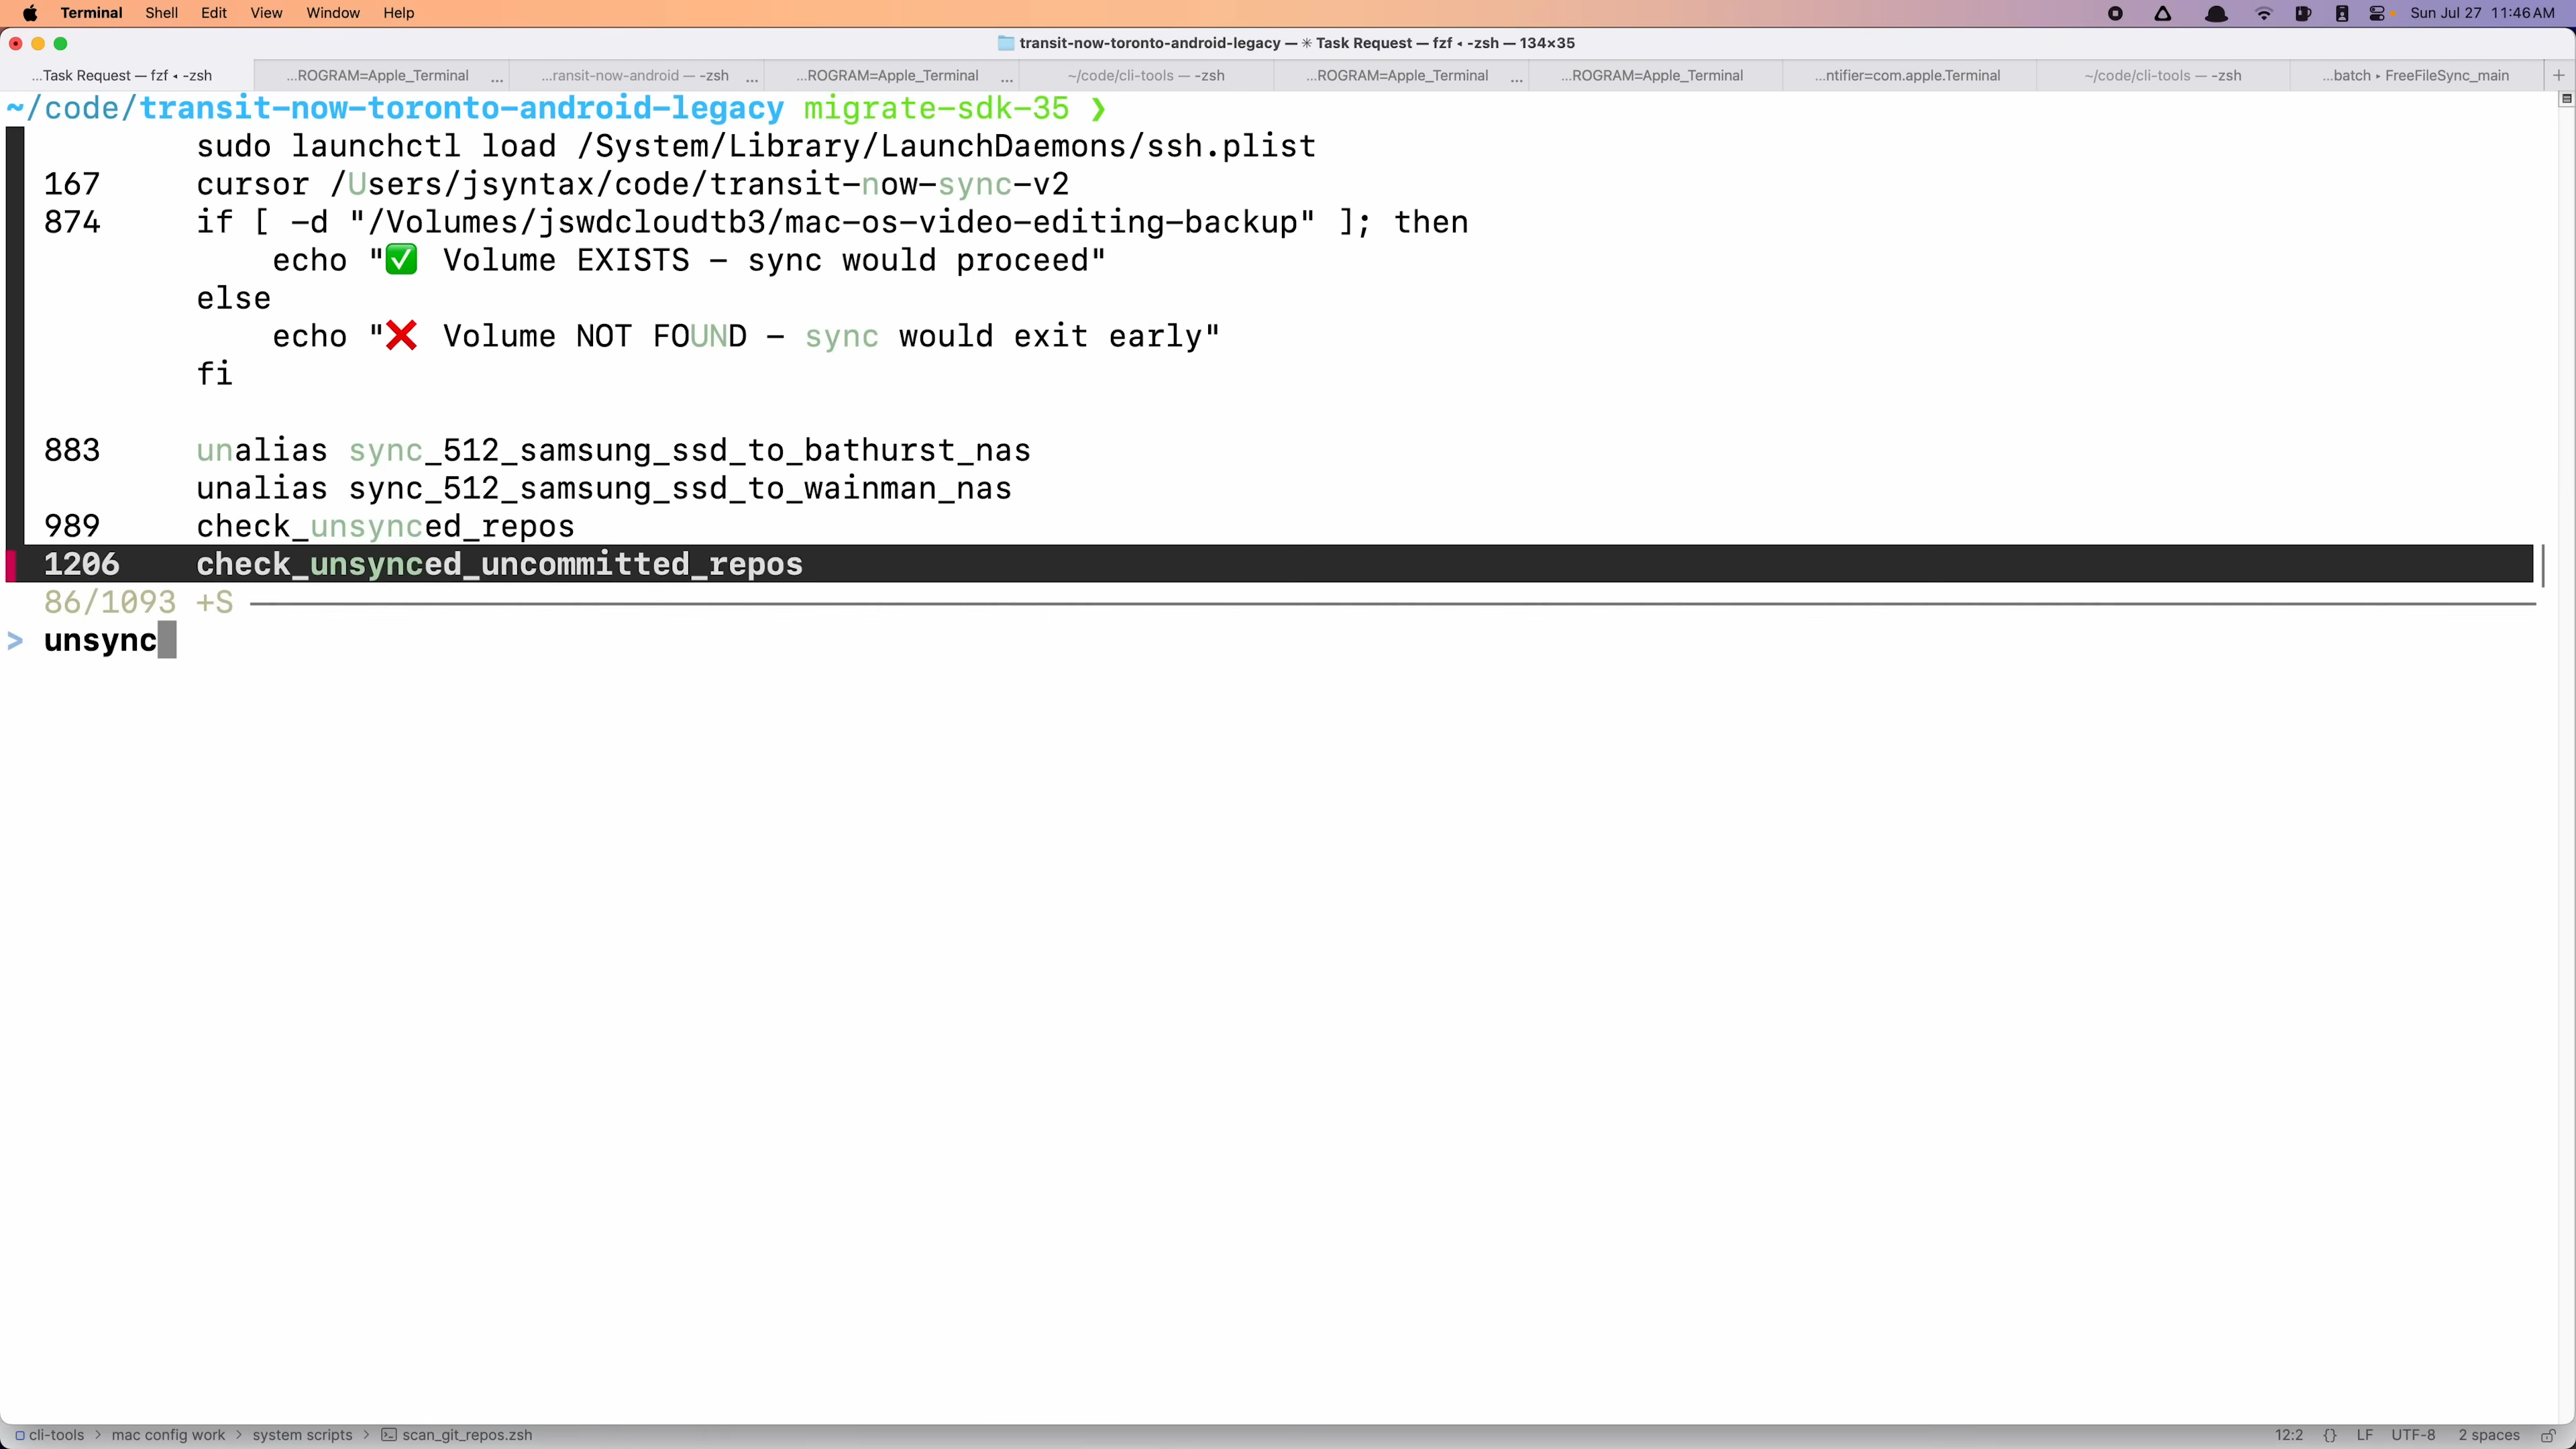 Terminal Shell Edit View Window Help Sun Jul 27 11:46 AM
transit-now-toronto-android-legacy — ✳ Task Request — fzf ◂ -zsh — 134×35
...Task Request — fzf ◂ -zsh ...ROGRAM=Apple_Terminal ... ...ransit-now-android — -zsh ... ...ROGRAM=Apple_Terminal ... ~/code/cli-tools — -zsh ...ROGRAM=Apple_Terminal ... ...ROGRAM=Apple_Terminal ...ntifier=com.apple.Terminal ~/code/cli-tools — -zsh ...batch ▸ FreeFileSync_main +
~/code/transit-now-toronto-android-legacy migrate-sdk-35 ❯
sudo launchctl load /System/Library/LaunchDaemons/ssh.plist
167 cursor /Users/jsyntax/code/transit-now-sync-v2
874 if [ -d "/Volumes/jswdcloudtb3/mac-os-video-editing-backup" ]; then
echo "✅ Volume EXISTS - sync would proceed"
else
echo "❌ Volume NOT FOUND - sync would exit early"
fi
883 unalias sync_512_samsung_ssd_to_bathurst_nas
unalias sync_512_samsung_ssd_to_wainman_nas
989 check_unsynced_repos
1206 check_unsynced_uncommitted_repos
86/1093 +S
> unsync
cli-tools > mac config work > system scripts > scan_git_repos.zsh 12:2 {} LF UTF-8 2 spaces